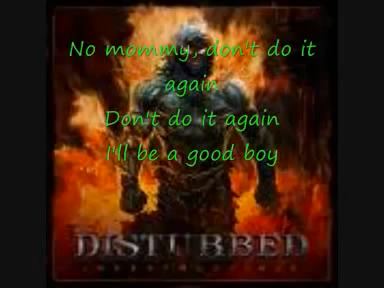 No mommy, don't do it
again
Don't do it again
I'll be a good boy
DISTURBED